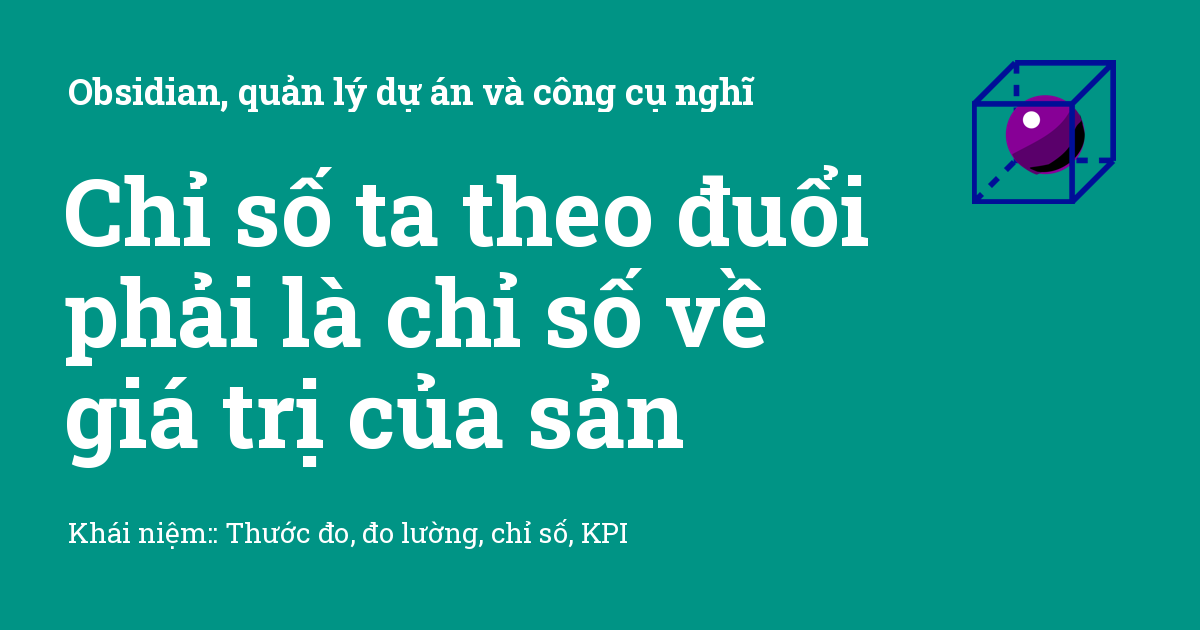 Obsidian, quản lý dự án và công cụ nghĩ
Chỉ số ta theo đuổi
phải là chỉ số về
giá trị của sản
Khái niệm:: Thước đo, đo lường, chỉ số, KPI